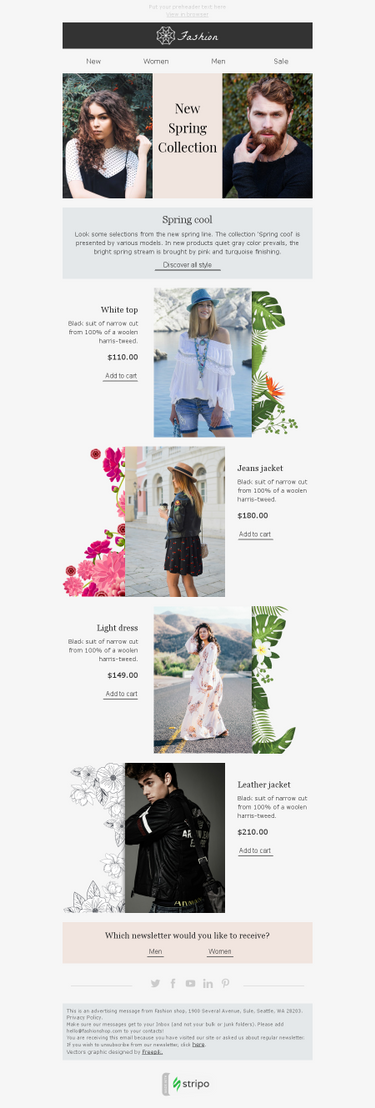 Put your preheader text here
View in browser
Fashion
New Women Men Sale
New
Spring
Collection
Spring cool
Look some selections from the new spring line. The collection 'Spring cool' is
presented by various models. In new products quiet gray color prevails, the
bright spring stream is brought by pink and turquoise finishing.
Discover all style
White top
Black suit of narrow cut
from 100% of a woolen
harris-tweed.
$110.00
Add to cart
Jeans jacket
Black suit of narrow cut
from 100% of a woolen
harris-tweed.
$180.00
Add to cart
Light dress
Black suit of narrow cut
from 100% of a woolen
harris-tweed.
$149.00
Add to cart
Leather jacket
Black suit of narrow cut
from 100% of a woolen
harris-tweed.
$210.00
Add to cart
Which newsletter would you like to receive?
Men Women
This is an advertising message from fashion shop, 1900 Several Avenue, Sule, Seattle, WA 28203.
Privacy Policy.
Make sure our messages get to your Inbox (and not your bulk or junk folders). Please add
hello@fashionshop.com to your contacts!
You are receiving this email because you have visited our site or asked us about regular newsletter.
If you wish to unsubscribe from our newsletter, click here.
Vectors graphic designed by Freepik.
stripo